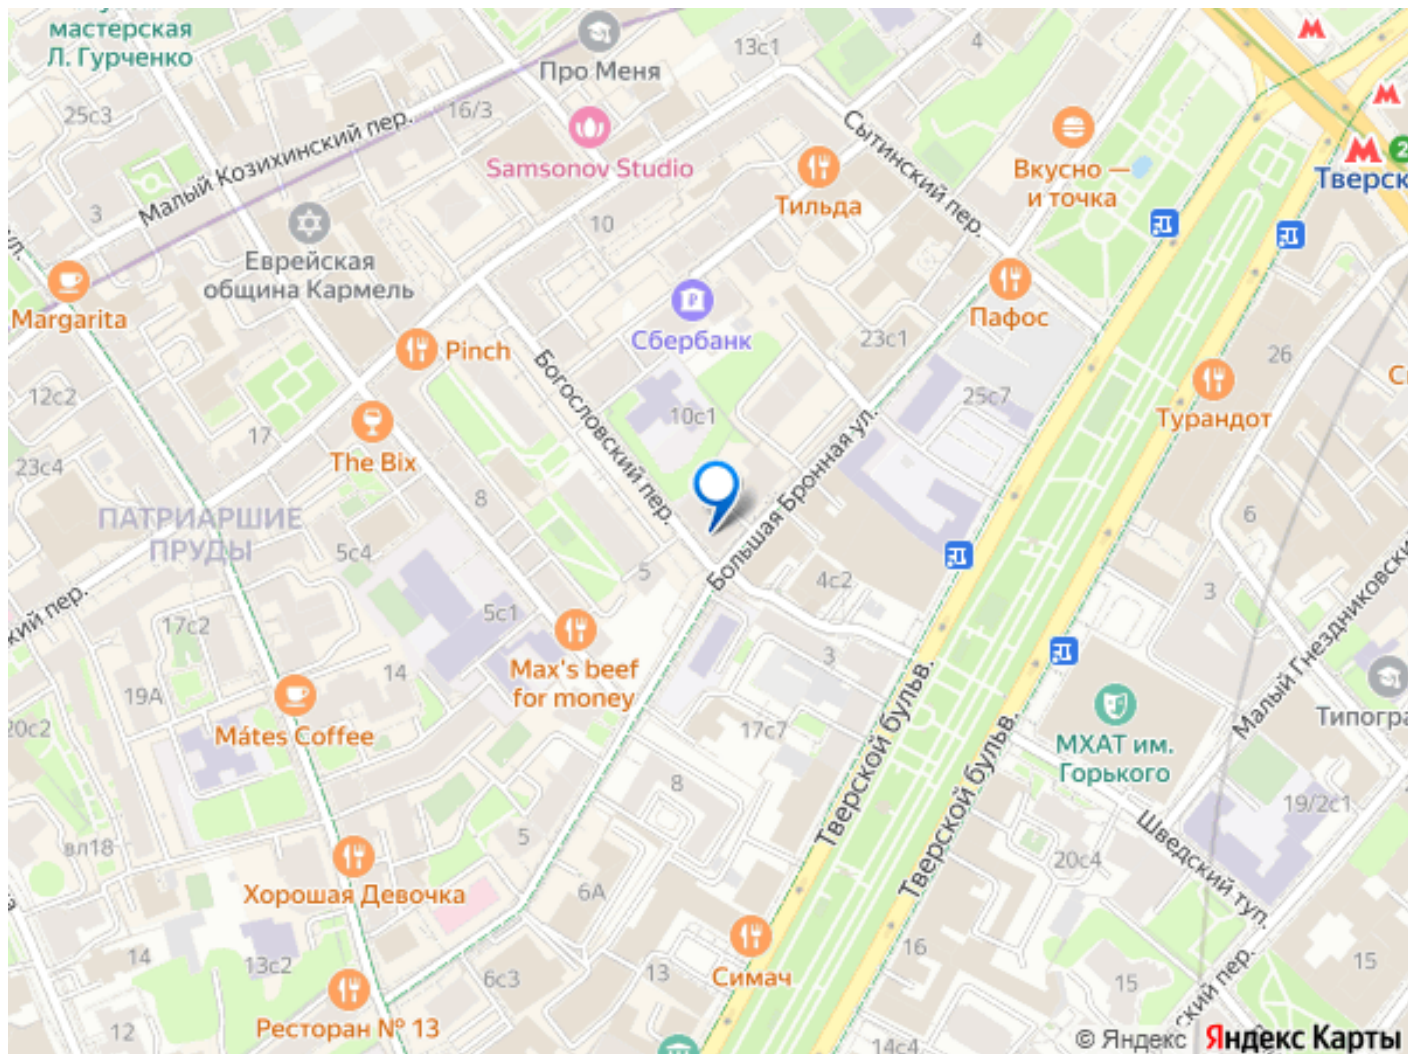 мастерская
Л. Гурченко
Про Меня
13с1
4
25с3
16/3
Малый Козихинский пер.
Samsonov Studio
Сытинский пер.
Вкусно —
и точка
Тильда
2
Тверск
3
10
ул.
Еврейская
община Кармель
Margarita
Pinch
Сбербанк
Пафос
23с1
26
12с2
17
The Bix
Богословский пер.
10с1
25с7
Турандот
23с4
8
ПАТРИАРШИЕ
ПРУДЫ
5с4
Большая Бронная ул.
6
5
4с2
3
Малый Гнездниковский
кий пер.
17с2
5с1
Max's beef
for money
14
19А
3
20с2
Mátes Coffee
17с7
Тверской бульв.
Тверской бульв.
МХАТ им.
Горького
Типогра
8
19/2с1
вл18
5
Шведский туп.
20с4
Хорошая Девочка
6А
14
13с2
6с3
13
Симач
16
15
15
ский пер.
12
Ресторан № 13
14с4
© Яндекс Яндекс Карты